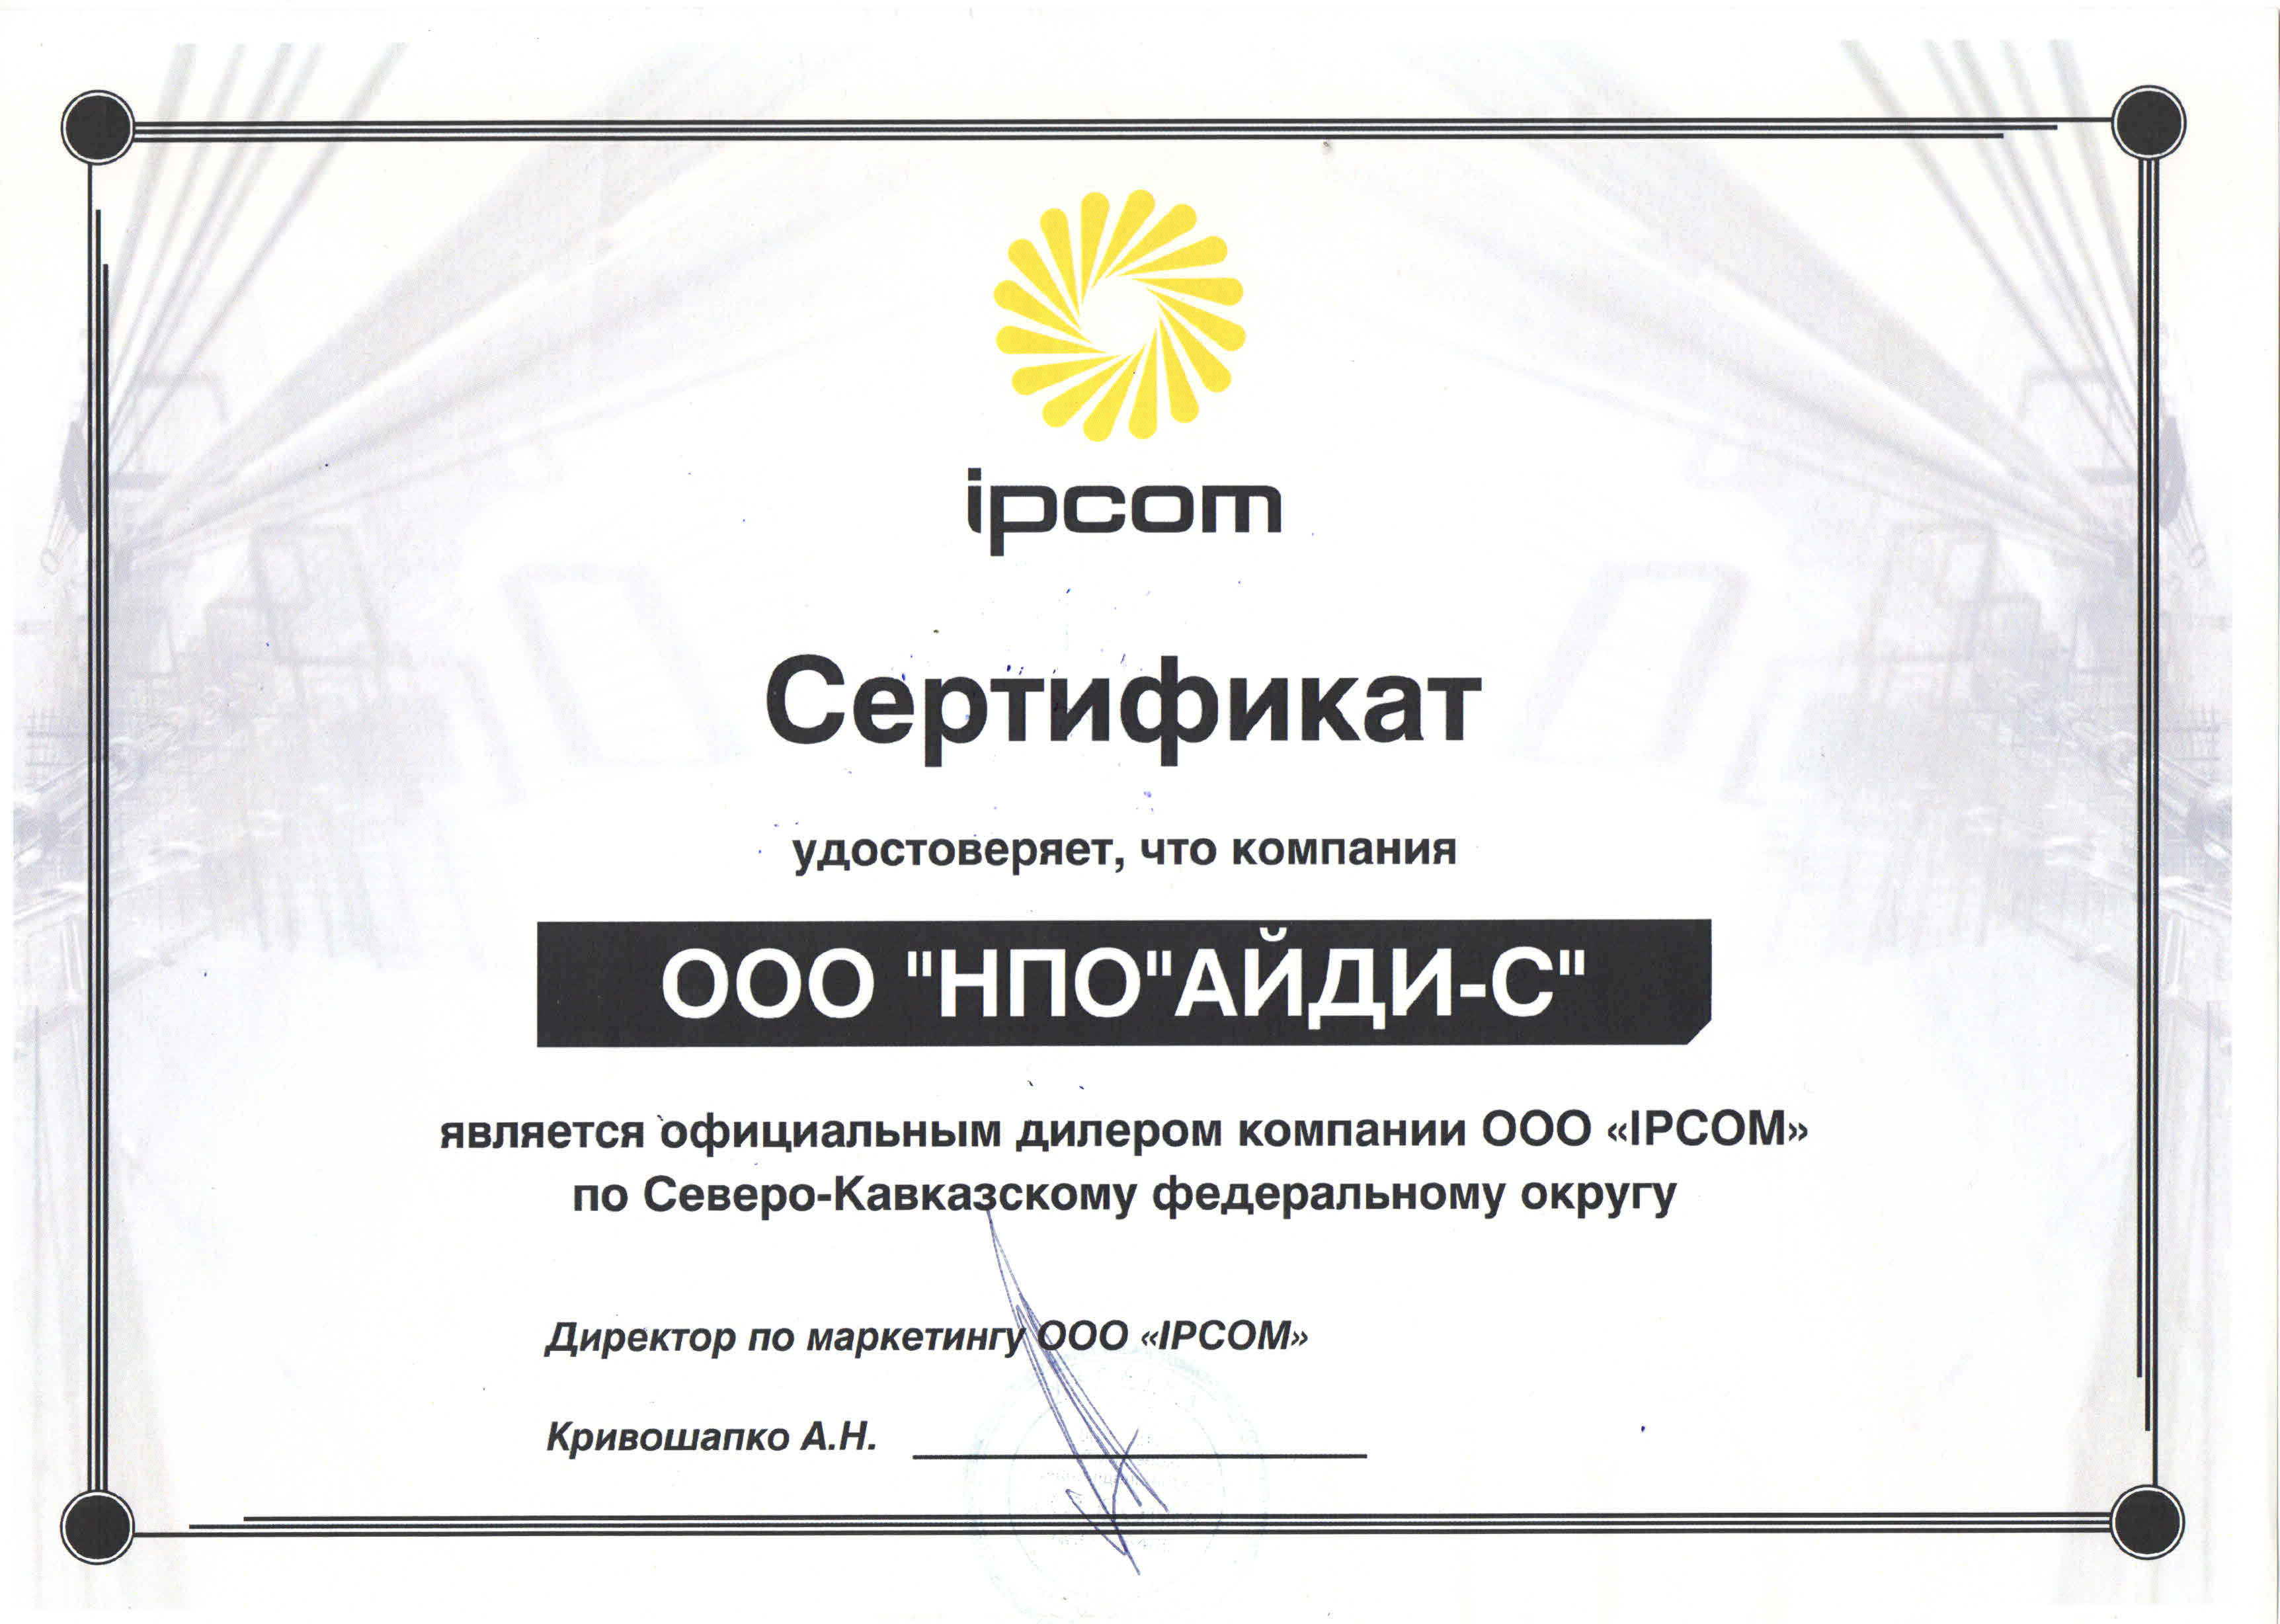 ipcom
Сертификат
удостоверяет, что компания
ООО "НПО"АЙДИ-С"
является официальным дилером компании ООО «IPCOM»
по Северо-Кавказскому федеральному округу
Директор по маркетингу ООО «IPCOM»
Кривошапко А.Н.